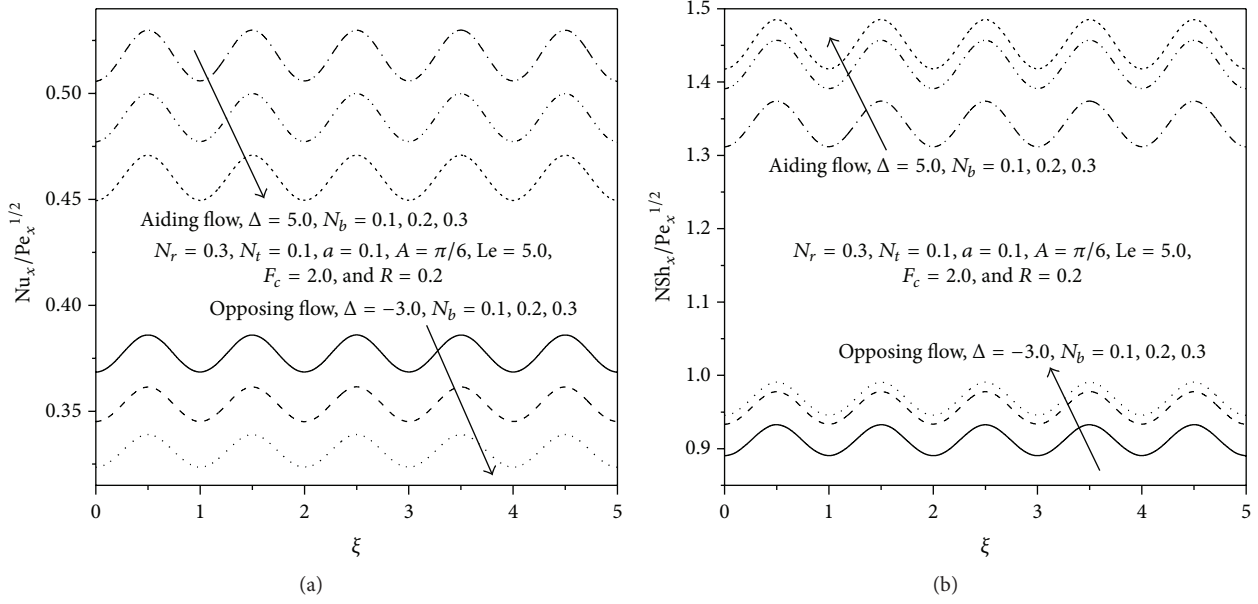 0.50
0.45
0.40
0.35
Nu_x/Pe_x^{1/2}
Aiding flow, Δ = 5.0, N_b = 0.1, 0.2, 0.3
N_r = 0.3, N_t = 0.1, a = 0.1, A = π/6, Le = 5.0,
F_c = 2.0, and R = 0.2
Opposing flow, Δ = −3.0, N_b = 0.1, 0.2, 0.3
0 1 2 3 4 5
ξ
(a)
1.5
1.4
1.3
1.2
1.1
1.0
0.9
NSh_x/Pe_x^{1/2}
Aiding flow, Δ = 5.0, N_b = 0.1, 0.2, 0.3
N_r = 0.3, N_t = 0.1, a = 0.1, A = π/6, Le = 5.0,
F_c = 2.0, and R = 0.2
Opposing flow, Δ = −3.0, N_b = 0.1, 0.2, 0.3
0 1 2 3 4 5
ξ
(b)